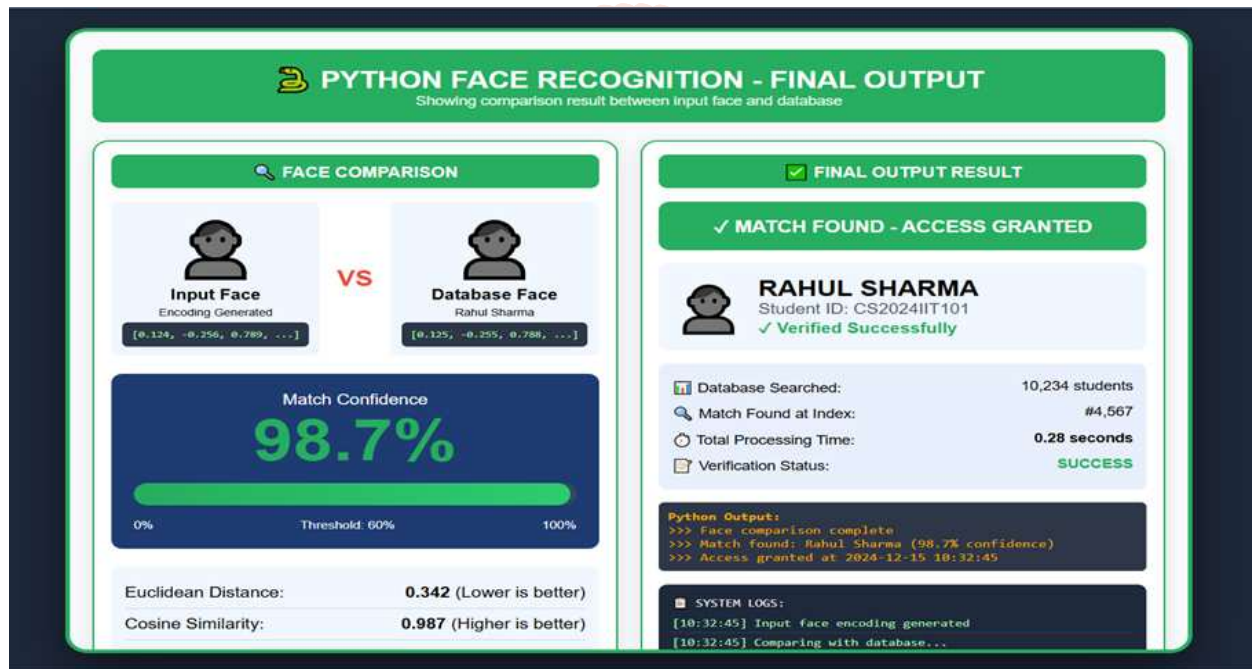 PYTHON FACE RECOGNITION - FINAL OUTPUT
Showing comparison result between input face and database
FACE COMPARISON
Input Face
Encoding Generated
[0.124, -0.256, 0.789, ...]
VS
Database Face
Rahul Sharma
[0.125, -0.255, 0.788, ...]
Match Confidence
98.7%
0% Threshold: 60% 100%
Euclidean Distance: 0.342 (Lower is better)
Cosine Similarity: 0.987 (Higher is better)
FINAL OUTPUT RESULT
✓ MATCH FOUND - ACCESS GRANTED
RAHUL SHARMA
Student ID: CS2024IIT101
✓ Verified Successfully
Database Searched: 10,234 students
Match Found at Index: #4,567
Total Processing Time: 0.28 seconds
Verification Status: SUCCESS
Python Output:
>>> Face comparison complete
>>> Match found: Rahul Sharma (98.7% confidence)
>>> Access granted at 2024-12-15 10:32:45
SYSTEM LOGS:
[10:32:45] Input face encoding generated
[10:32:45] Comparing with database...